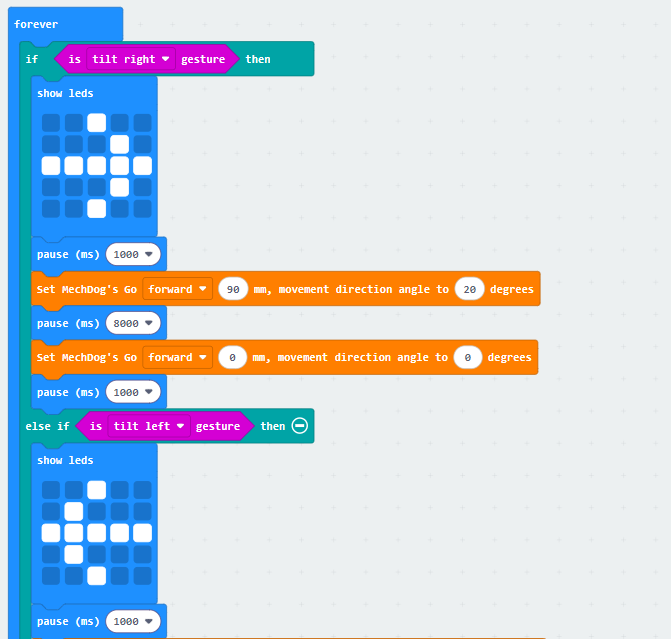 forever
if is tilt right gesture then
show leds
pause (ms) 1000
Set MechDog's Go forward 90 mm, movement direction angle to 20 degrees
pause (ms) 8000
Set MechDog's Go forward 0 mm, movement direction angle to 0 degrees
pause (ms) 1000
else if is tilt left gesture then
show leds
pause (ms) 1000